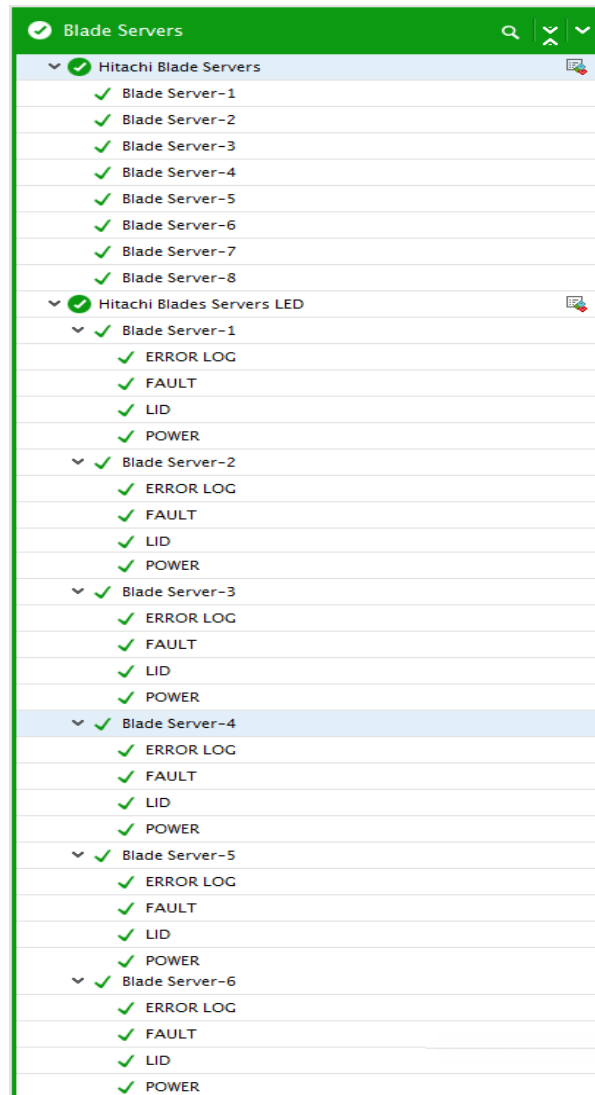 Blade Servers
Hitachi Blade Servers
Blade Server-1
Blade Server-2
Blade Server-3
Blade Server-4
Blade Server-5
Blade Server-6
Blade Server-7
Blade Server-8
Hitachi Blades Servers LED
Blade Server-1
ERROR LOG
FAULT
LID
POWER
Blade Server-2
ERROR LOG
FAULT
LID
POWER
Blade Server-3
ERROR LOG
FAULT
LID
POWER
Blade Server-4
ERROR LOG
FAULT
LID
POWER
Blade Server-5
ERROR LOG
FAULT
LID
POWER
Blade Server-6
ERROR LOG
FAULT
LID
POWER